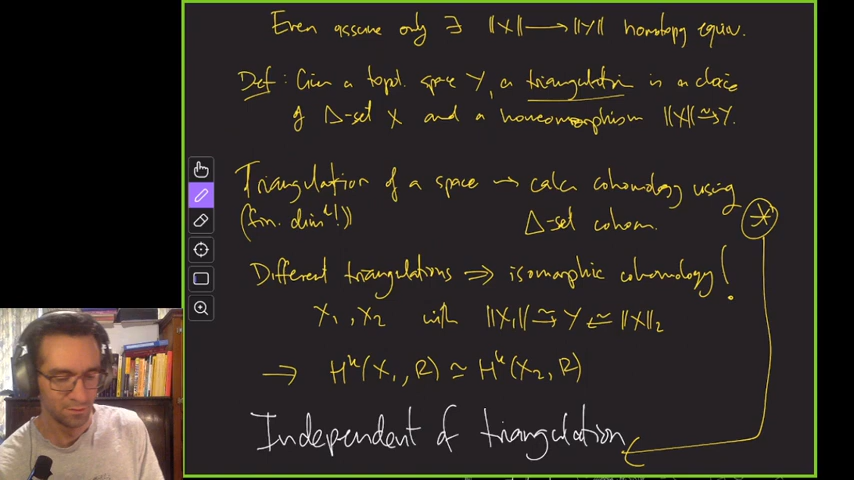 Even assume only ∃ ||X|| → ||Y|| homotopy equiv.
Def: Given a topl. space Y, a triangulation is a choice
of Δ-set X and a homeomorphism ||X|| ≅→ Y.
Triangulation of a space → calc cohomology using
(fin. dim'l!) Δ-set cohom.
*
Different triangulations ⇒ isomorphic cohomology!
X₁, X₂ with ||X₁|| ≅→ Y ←≅ ||X||₂
→ Hᵏ(X₁, R) ≃ Hᵏ(X₂, R)
Independent of triangulation